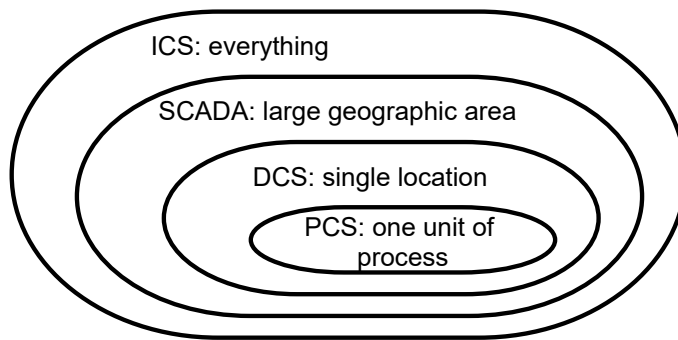 ICS: everything
SCADA: large geographic area
DCS: single location
PCS: one unit of
process